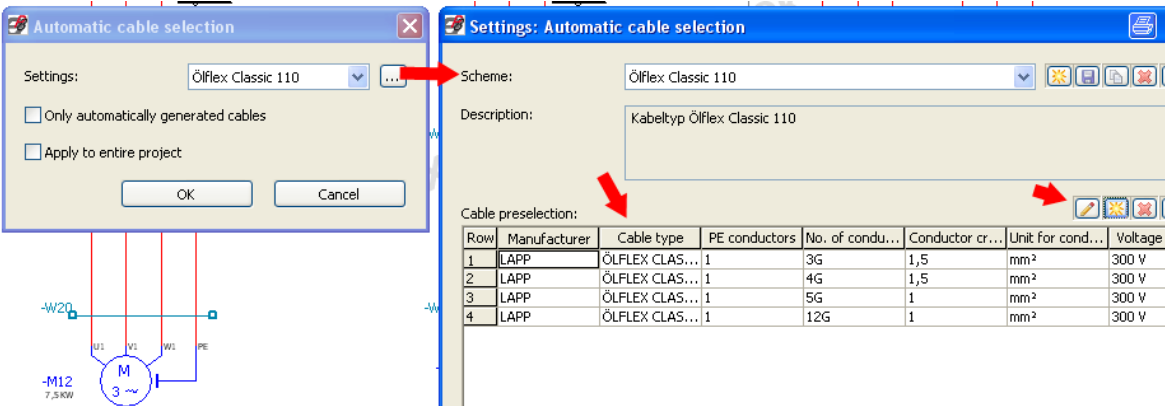 Automatic cable selection
Settings:
Ölflex Classic 110
...
Only automatically generated cables
Apply to entire project
OK
Cancel
-W20
U1 V1 W1 PE
M
3 ~
-M12
7,5KW
Settings: Automatic cable selection
Scheme:
Ölflex Classic 110
Description:
Kabeltyp Ölflex Classic 110
Cable preselection:
Row Manufacturer Cable type PE conductors No. of condu... Conductor cr... Unit for cond... Voltage
1 LAPP ÖLFLEX CLAS... 1 3G 1,5 mm² 300 V
2 LAPP ÖLFLEX CLAS... 1 4G 1,5 mm² 300 V
3 LAPP ÖLFLEX CLAS... 1 5G 1 mm² 300 V
4 LAPP ÖLFLEX CLAS... 1 12G 1 mm² 300 V